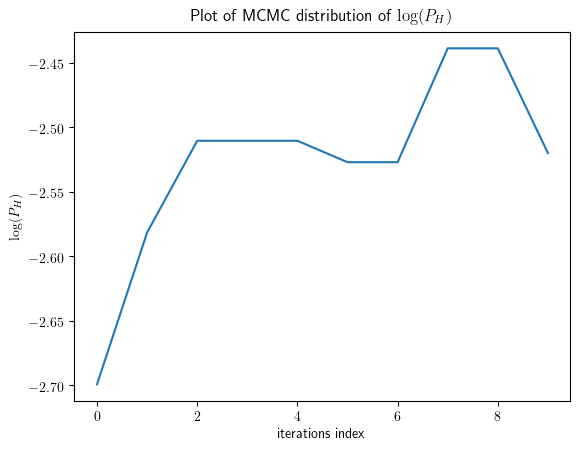 Plot of MCMC distribution of log(P_H)
−2.45
−2.50
−2.55
−2.60
−2.65
−2.70
log(P_H)
0 2 4 6 8
iterations index